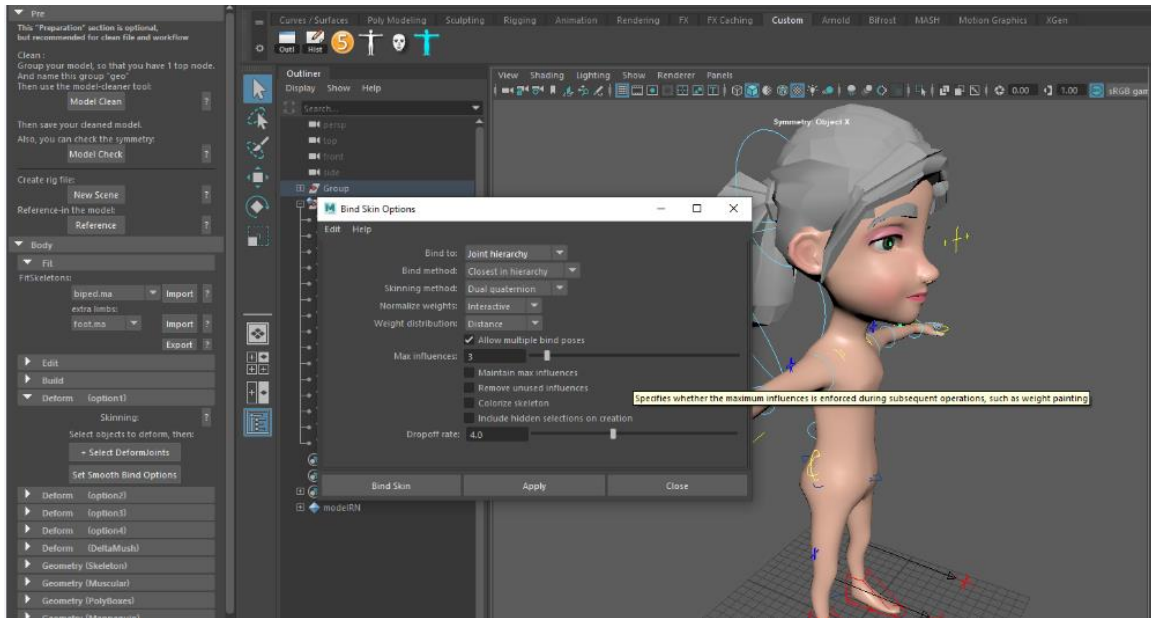 Pre
This "Preparation" section is optional,
but recommended for clean file and workflow
Clean :
Group your model, so that you have 1 top node.
And name this group "geo"
Then use the model-cleaner tool:
Model Clean ?
Then save your cleaned model.
Also, you can check the symmetry:
Model Check ?
Create rig file:
New Scene ?
Reference-in the model:
Reference ?
Body
Fit
FitSkeletons:
biped.ma Import ?
extra limbs:
foot.ma Import ?
Export ?
Edit
Build
Deform (option1)
Skinning: ?
Select objects to deform, then:
+ Select DeformJoints
Set Smooth Bind Options
Deform (option2)
Deform (option3)
Deform (option4)
Deform (DeltaMush)
Geometry (Skeleton)
Geometry (Muscular)
Geometry (PolyBoxes)
Curves / Surfaces Poly Modeling Sculpting Rigging Animation Rendering FX FX Caching Custom Arnold Bifrost MASH Motion Graphics XGen
Outl Hist 5
Outliner
Display Show Help
Search...
persp
top
front
side
Group
modelRN
View Shading Lighting Show Renderer Panels
0.00 1.00 sRGB gam
Symmetry: Object X
Bind Skin Options
Edit Help
Bind to: Joint hierarchy
Bind method: Closest in hierarchy
Skinning method: Dual quaternion
Normalize weights: Interactive
Weight distribution: Distance
Allow multiple bind poses
Max influences: 3
Maintain max influences
Remove unused influences
Colorize skeleton
Include hidden selections on creation
Dropoff rate: 4.0
Bind Skin Apply Close
Specifies whether the maximum influences is enforced during subsequent operations, such as weight painting